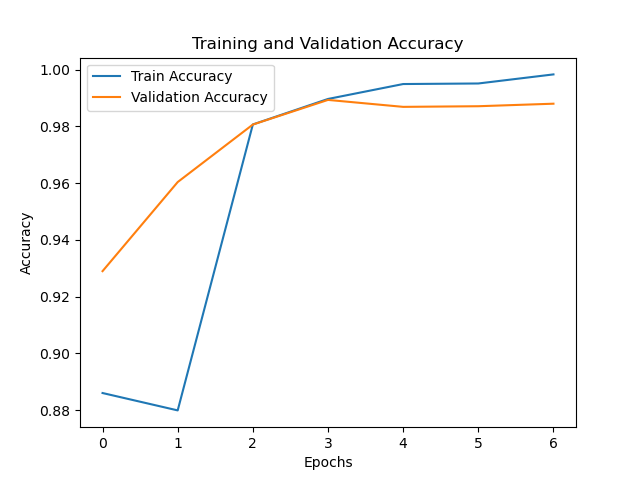 Training and Validation Accuracy
Train Accuracy
Validation Accuracy
1.00
0.98
0.96
0.94
0.92
0.90
0.88
Accuracy
0 1 2 3 4 5 6
Epochs